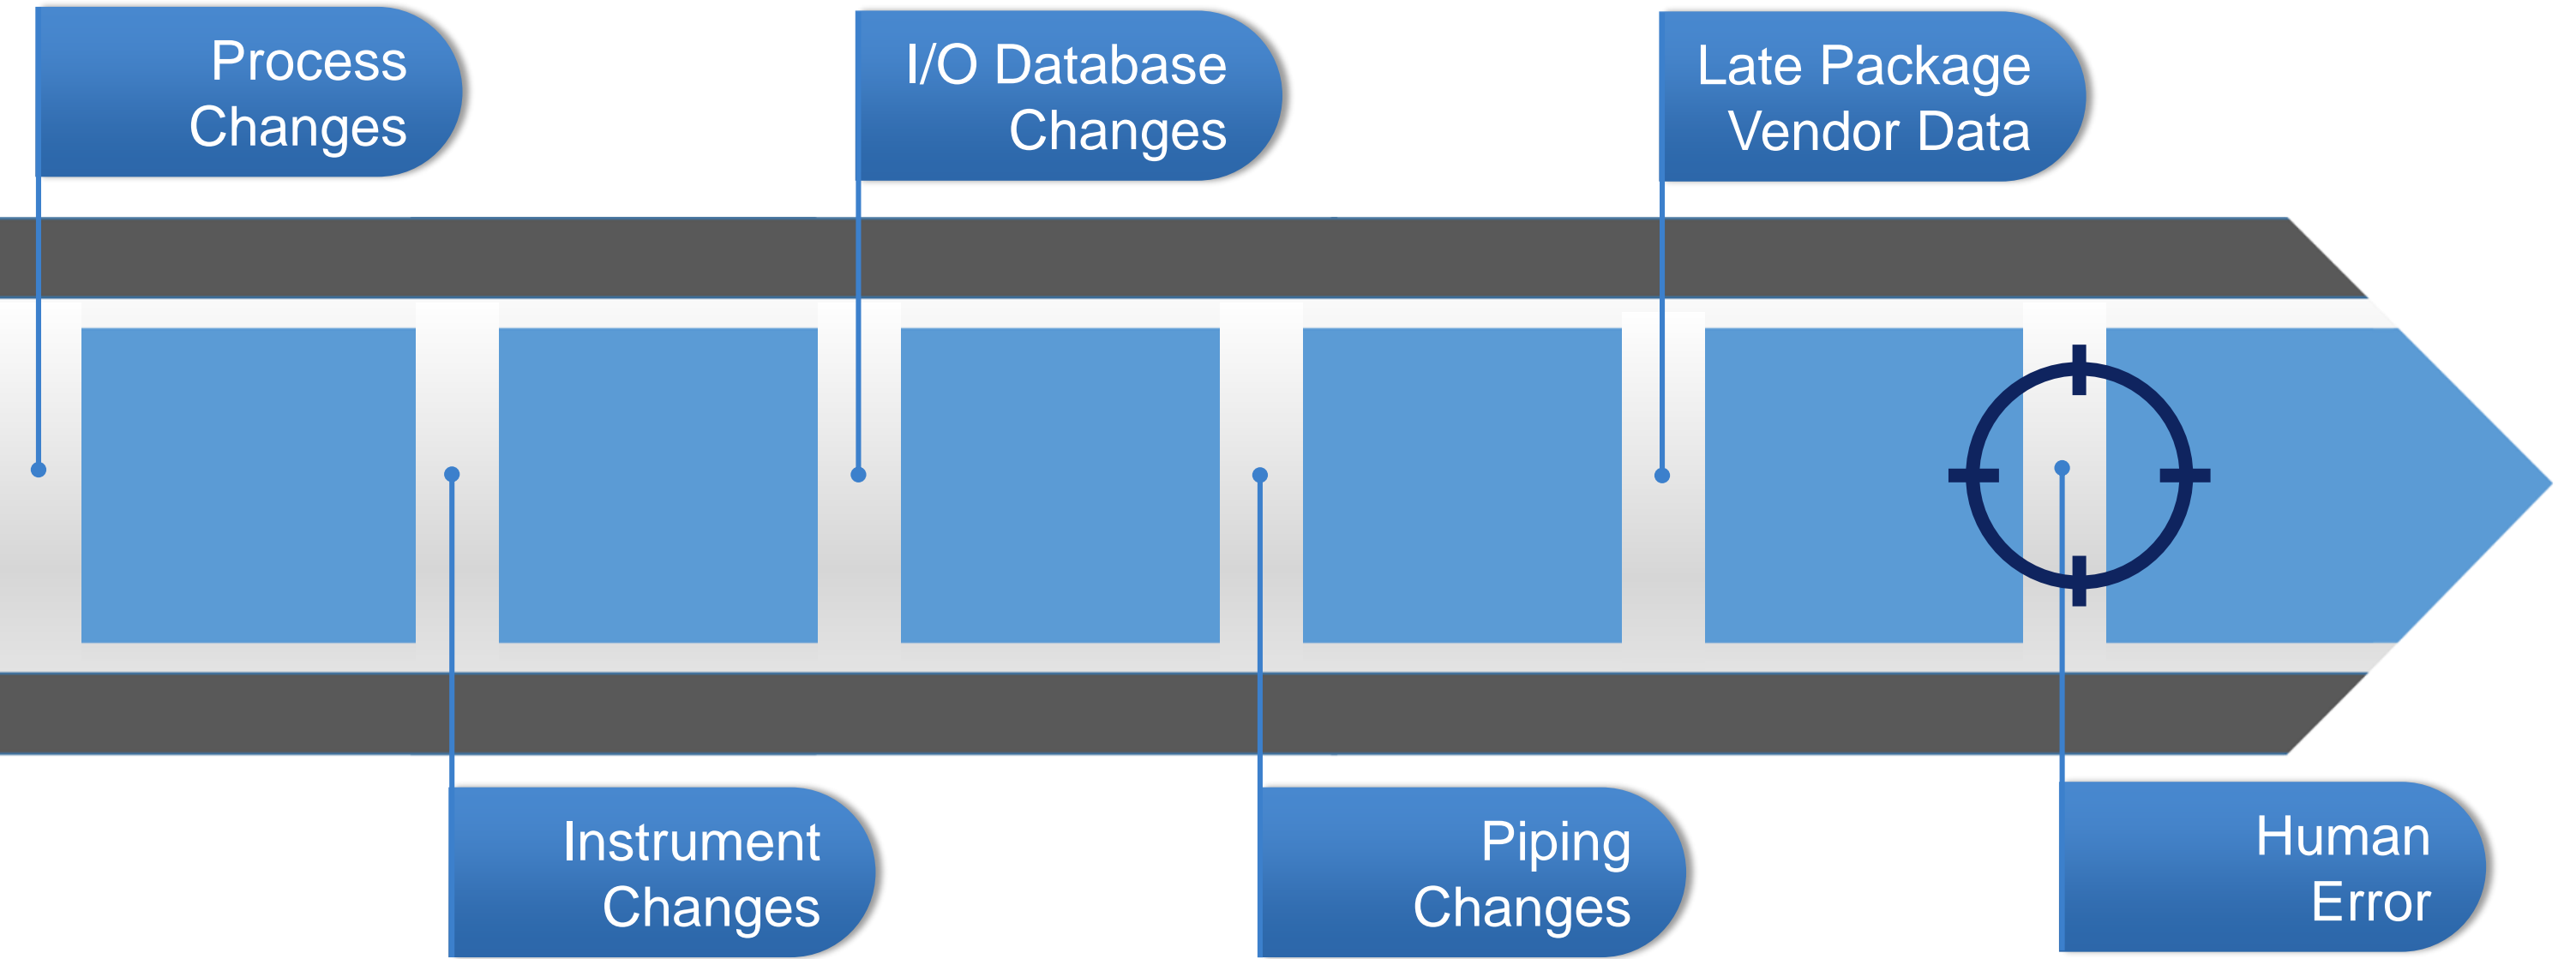 Process
Changes
I/O Database
Changes
Late Package
Vendor Data
Instrument
Changes
Piping
Changes
Human
Error